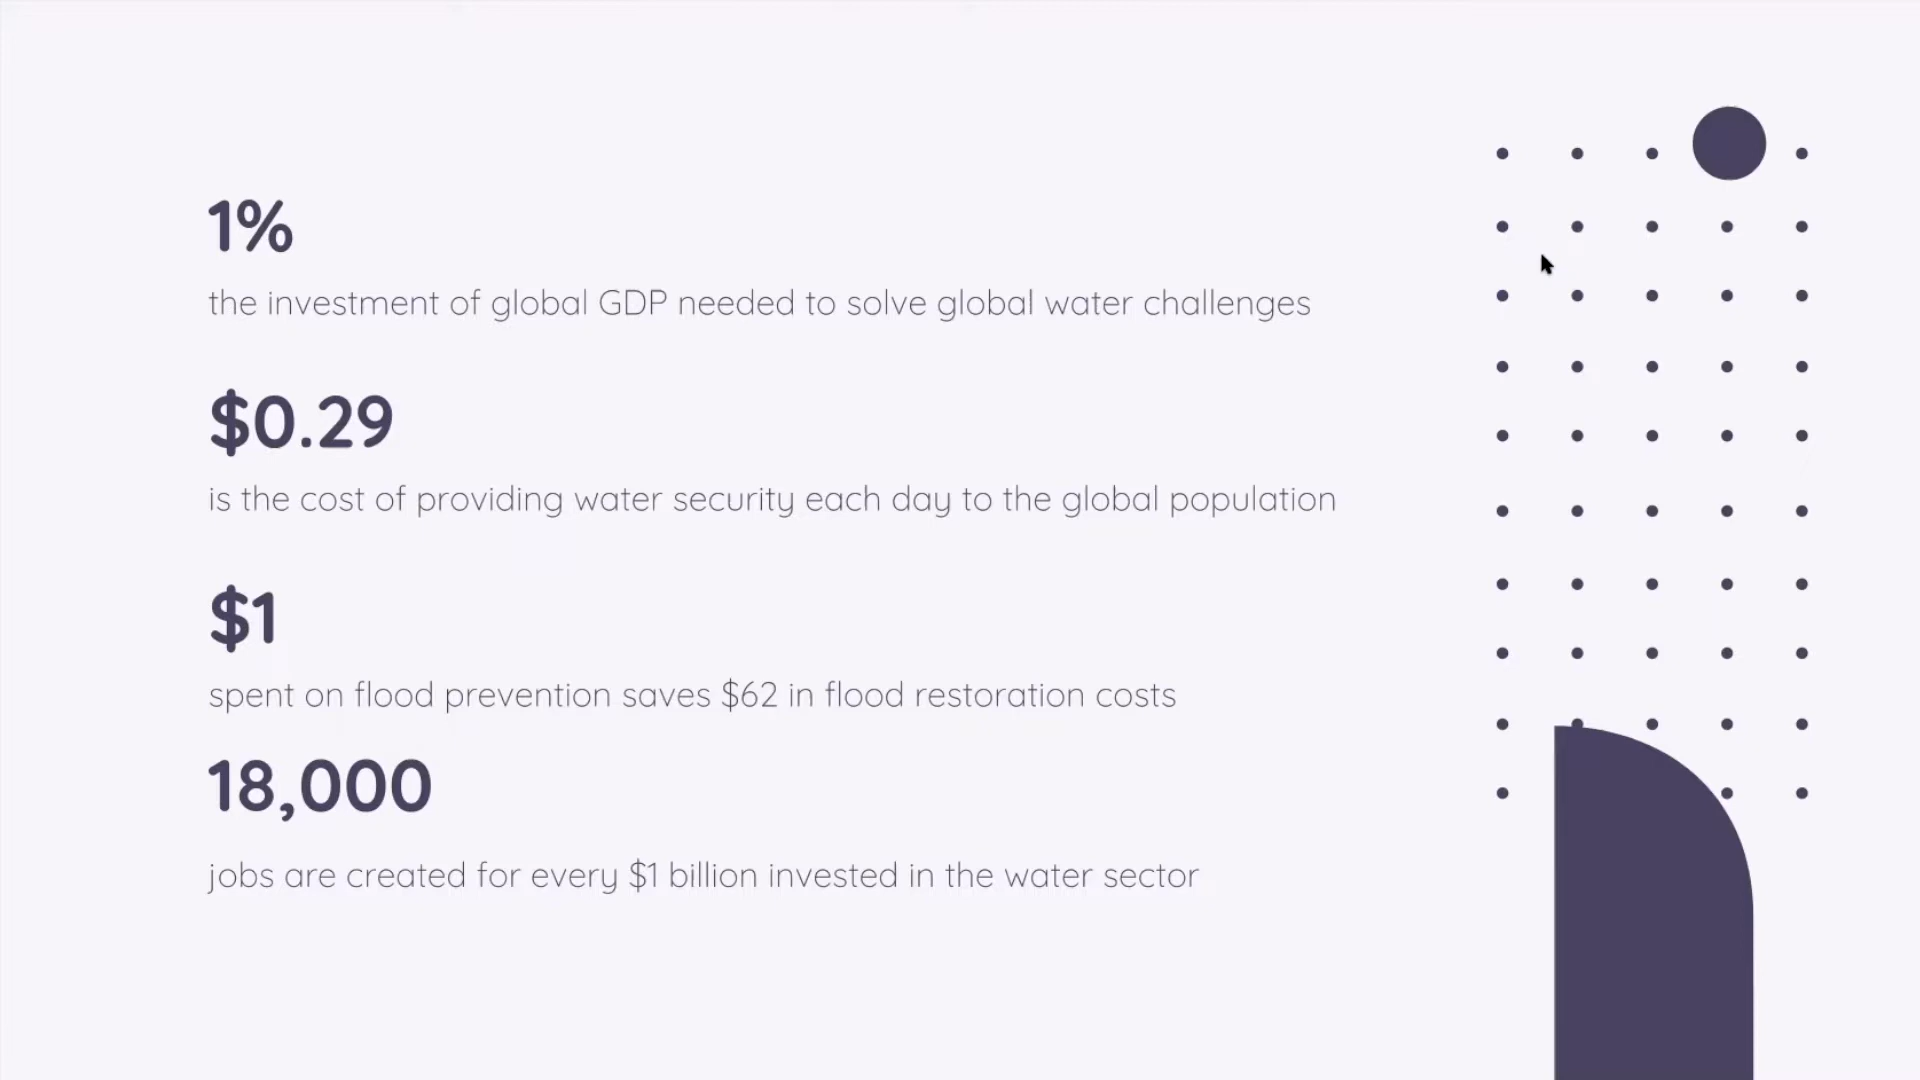 1%
the investment of global GDP needed to solve global water challenges
$0.29
is the cost of providing water security each day to the global population
$1
spent on flood prevention saves $62 in flood restoration costs
18,000
jobs are created for every $1 billion invested in the water sector